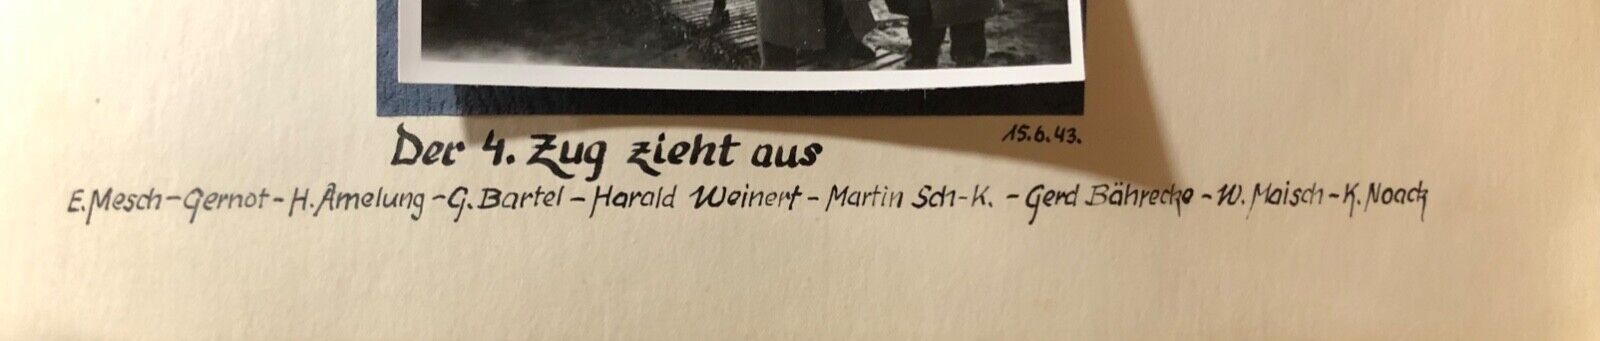 15.6.43.
Der 4. Zug zieht aus
E. Mesch - Gernot - H. Amelung - G. Bartel - Harald Weinert - Martin Sch-K. - Gerd Bährecke - W. Maisch - K. Noack